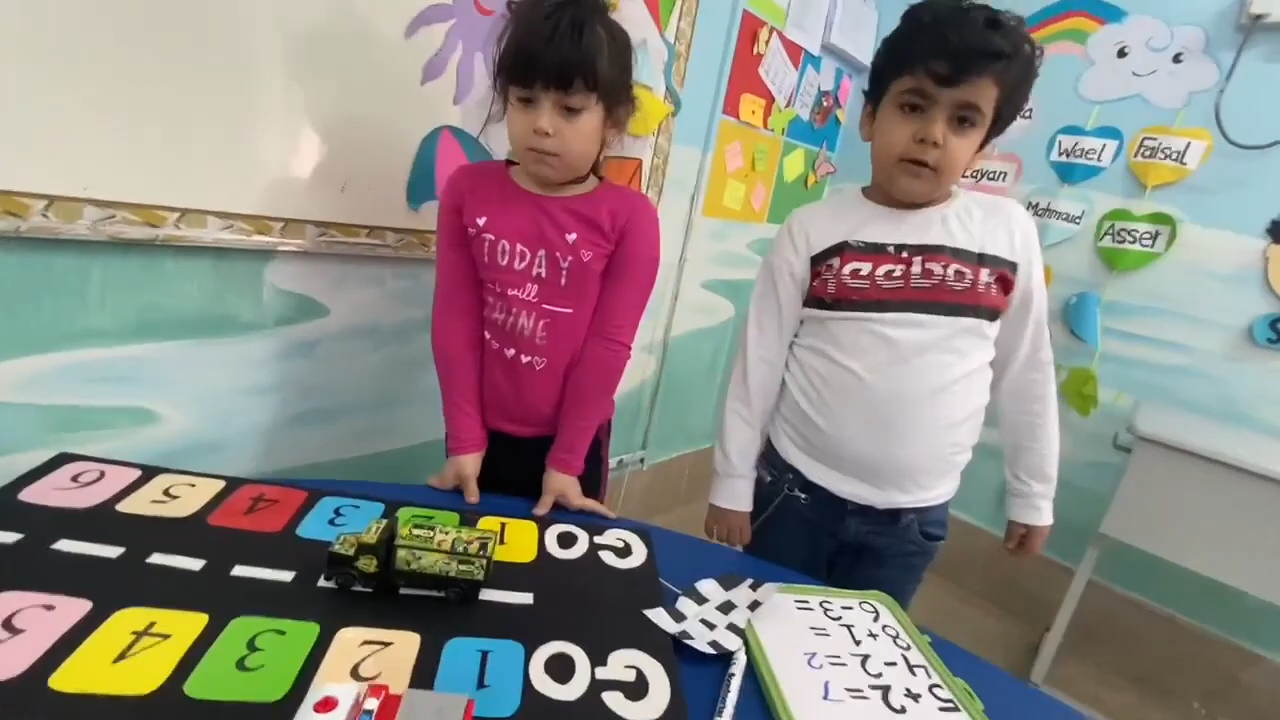 TODAY
I will
SHINE
Reebok
Wael
Faisal
Layan
Mahmoud
Asser
6 5 4 3 2 1 GO
5 4 3 2 1 GO
5+2=7
4-2=2
8+1=
6-3=